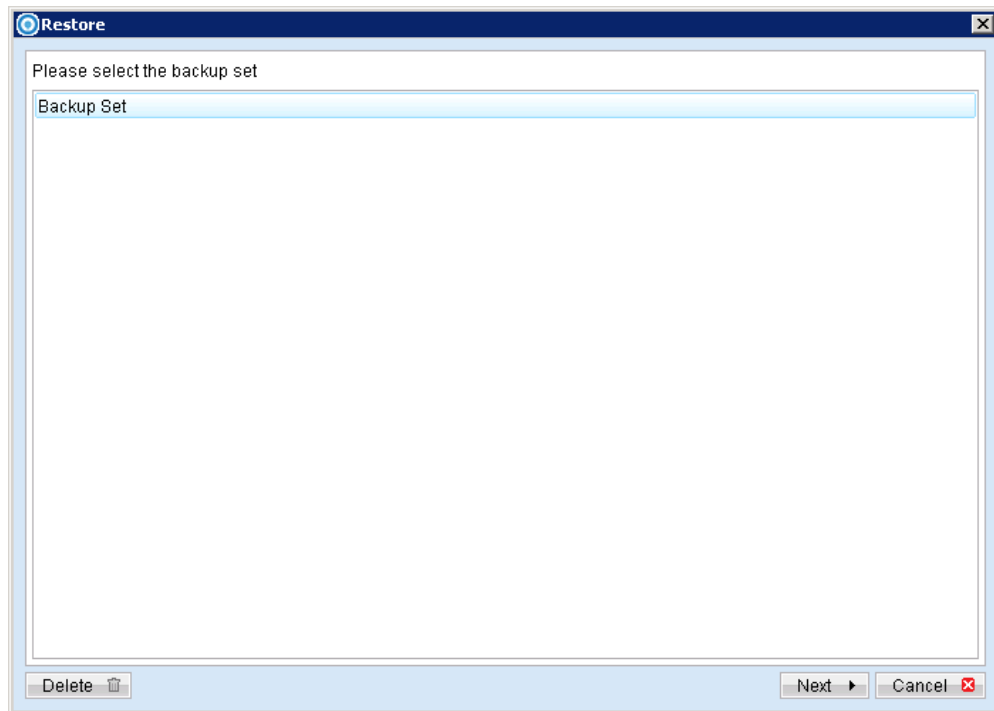 Restore
Please select the backup set
Backup Set
Delete
Next
Cancel